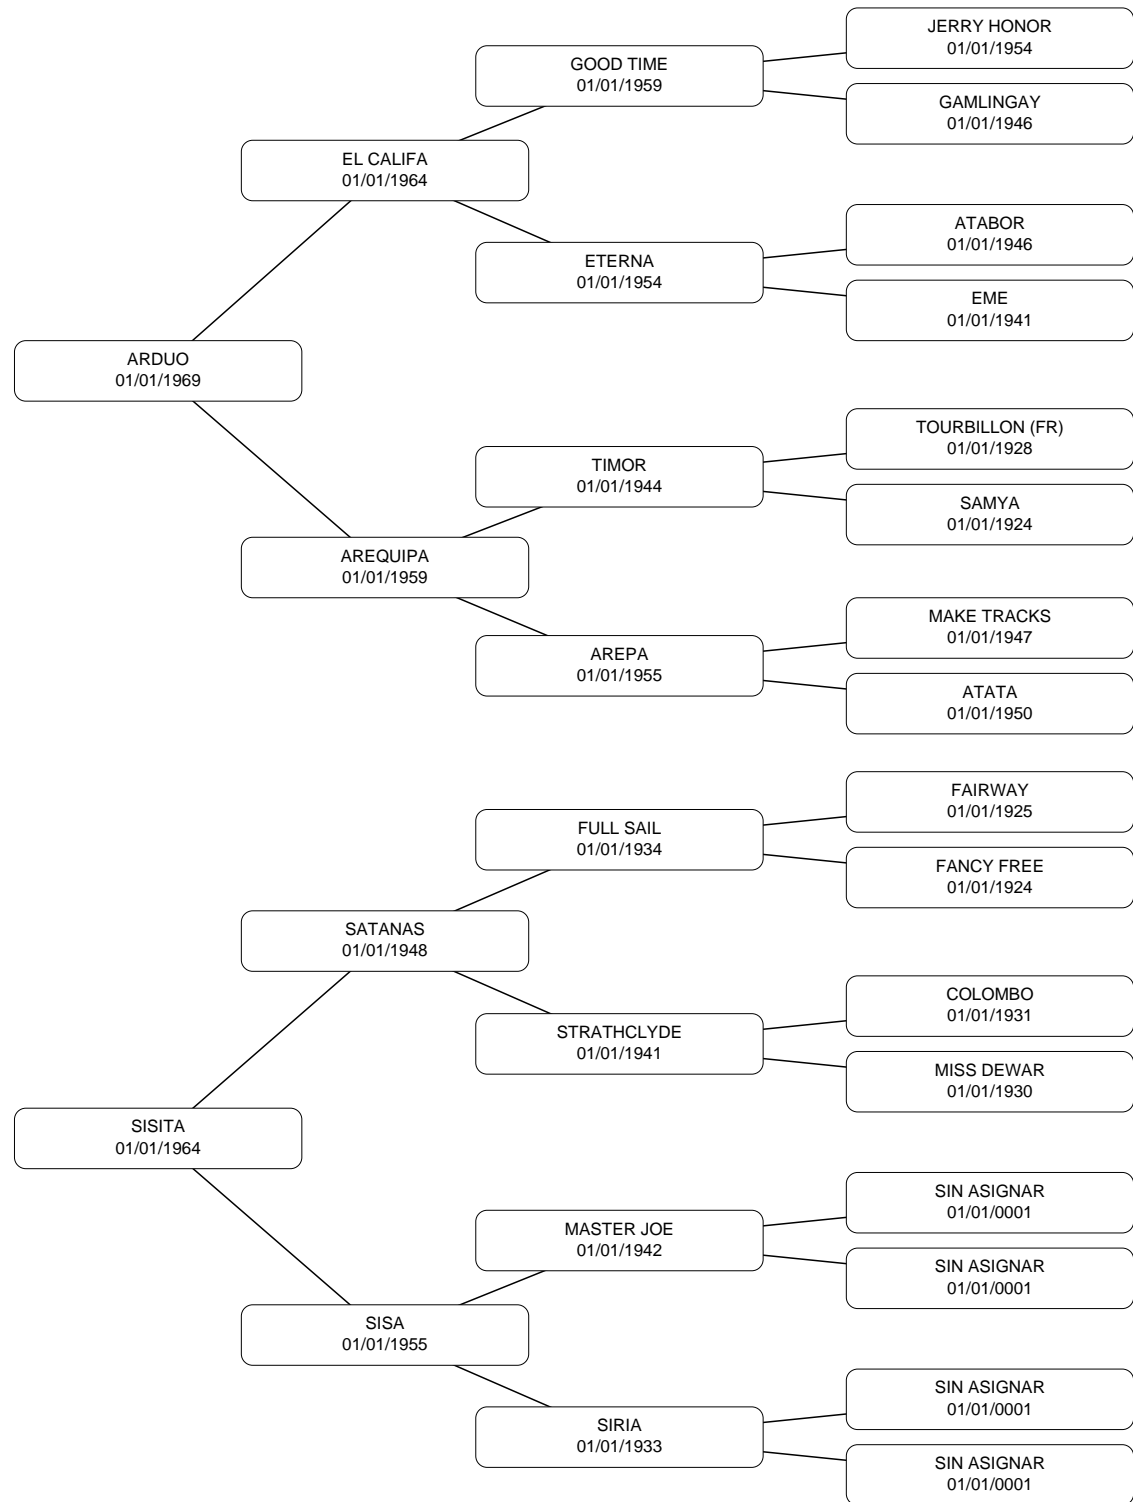 JERRY HONOR
01/01/1954
GOOD TIME
01/01/1959
GAMLINGAY
01/01/1946
EL CALIFA
01/01/1964
ATABOR
01/01/1946
ETERNA
01/01/1954
EME
01/01/1941
ARDUO
01/01/1969
TOURBILLON (FR)
01/01/1928
TIMOR
01/01/1944
SAMYA
01/01/1924
AREQUIPA
01/01/1959
MAKE TRACKS
01/01/1947
AREPA
01/01/1955
ATATA
01/01/1950
FAIRWAY
01/01/1925
FULL SAIL
01/01/1934
FANCY FREE
01/01/1924
SATANAS
01/01/1948
COLOMBO
01/01/1931
STRATHCLYDE
01/01/1941
MISS DEWAR
01/01/1930
SISITA
01/01/1964
SIN ASIGNAR
01/01/0001
MASTER JOE
01/01/1942
SIN ASIGNAR
01/01/0001
SISA
01/01/1955
SIN ASIGNAR
01/01/0001
SIRIA
01/01/1933
SIN ASIGNAR
01/01/0001